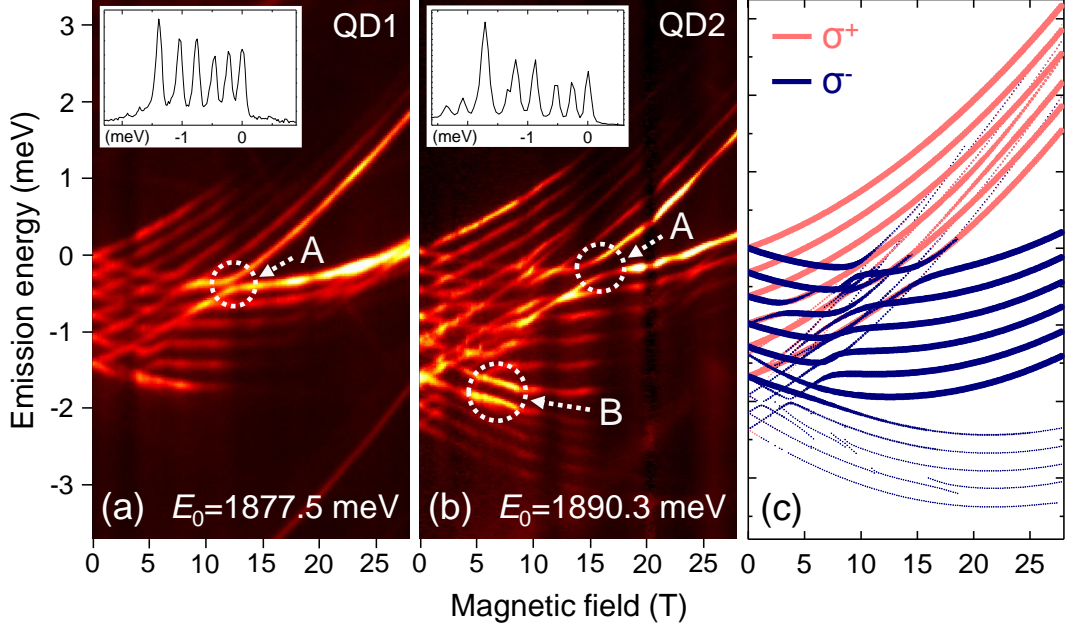 3
2
1
0
-1
-2
-3
Emission energy (meV)
QD1
(meV) -1 0
A
(a) E0=1877.5 meV
0 5 10 15 20 25
QD2
(meV) -1 0
A
B
(b) E0=1890.3 meV
0 5 10 15 20 25
σ+
σ-
(c)
0 5 10 15 20 25
Magnetic field (T)